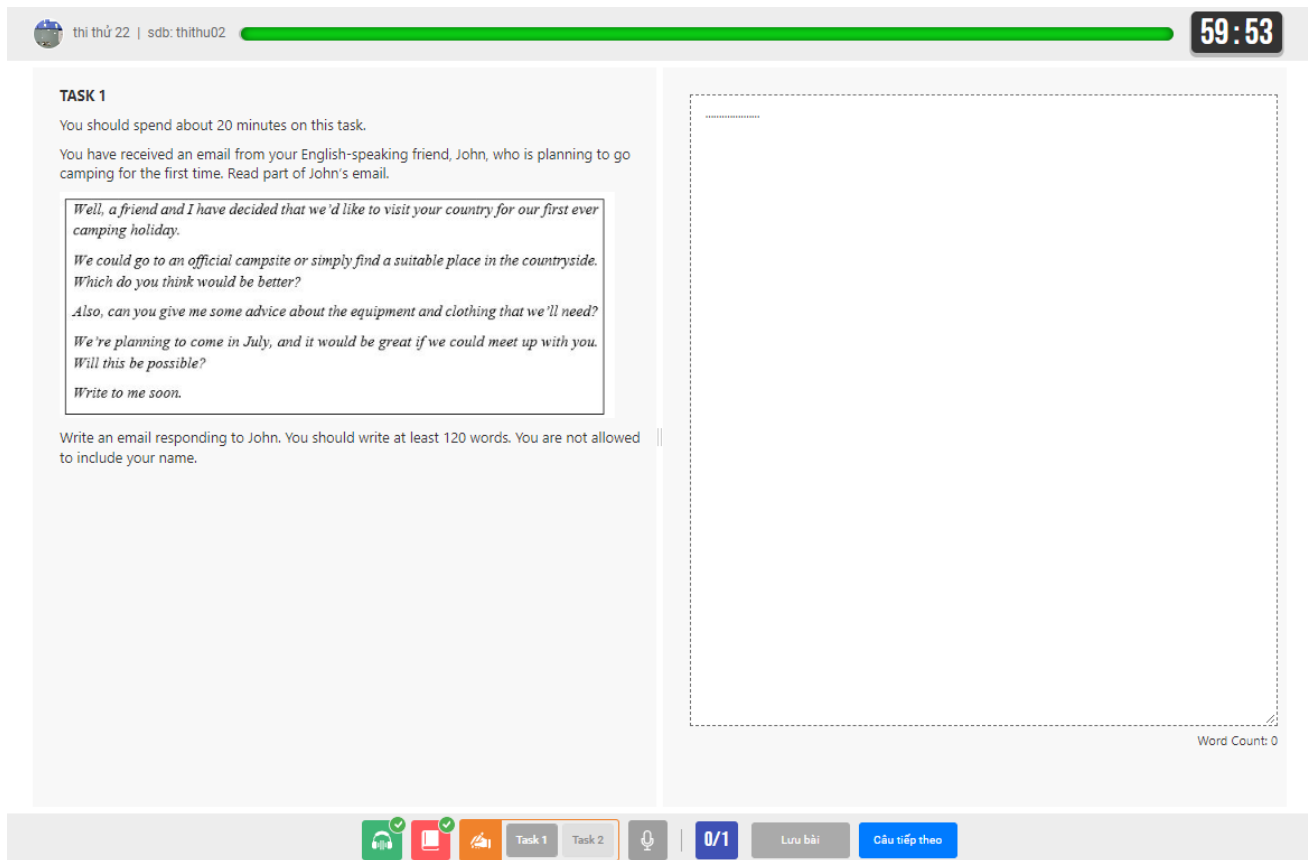 thi thử 22 | sdb: thithu02
59:53
TASK 1
You should spend about 20 minutes on this task.
You have received an email from your English-speaking friend, John, who is planning to go
camping for the first time. Read part of John's email.
Well, a friend and I have decided that we'd like to visit your country for our first ever
camping holiday.
We could go to an official campsite or simply find a suitable place in the countryside.
Which do you think would be better?
Also, can you give me some advice about the equipment and clothing that we'll need?
We're planning to come in July, and it would be great if we could meet up with you.
Will this be possible?
Write to me soon.
Write an email responding to John. You should write at least 120 words. You are not allowed
to include your name.
....................
Word Count: 0
Task 1
Task 2
0/1
Lưu bài
Câu tiếp theo